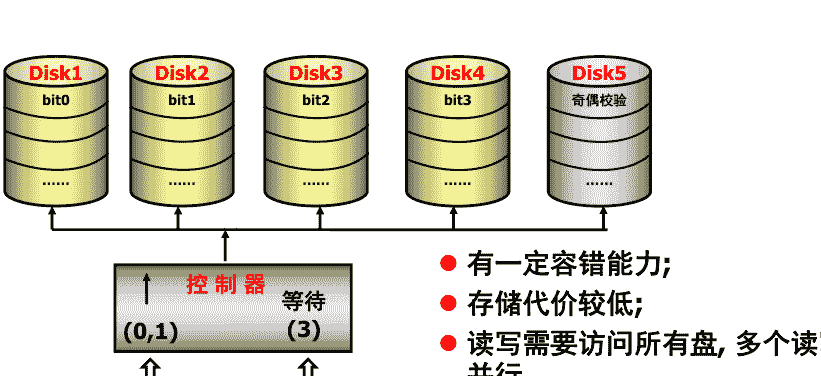 Disk1 Disk2 Disk3 Disk4 Disk5
bit0 bit1 bit2 bit3 奇偶校验
...... ...... ...... ...... ......
控制器
等待
(0,1) (3)
有一定容错能力;
存储代价较低;
读写需要访问所有盘, 多个读
并行